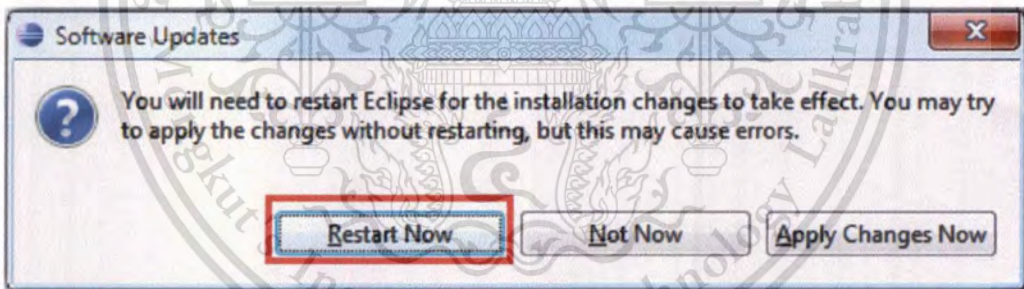 Software Updates
You will need to restart Eclipse for the installation changes to take effect. You may try
to apply the changes without restarting, but this may cause errors.
Restart Now
Not Now
Apply Changes Now
Mongkut